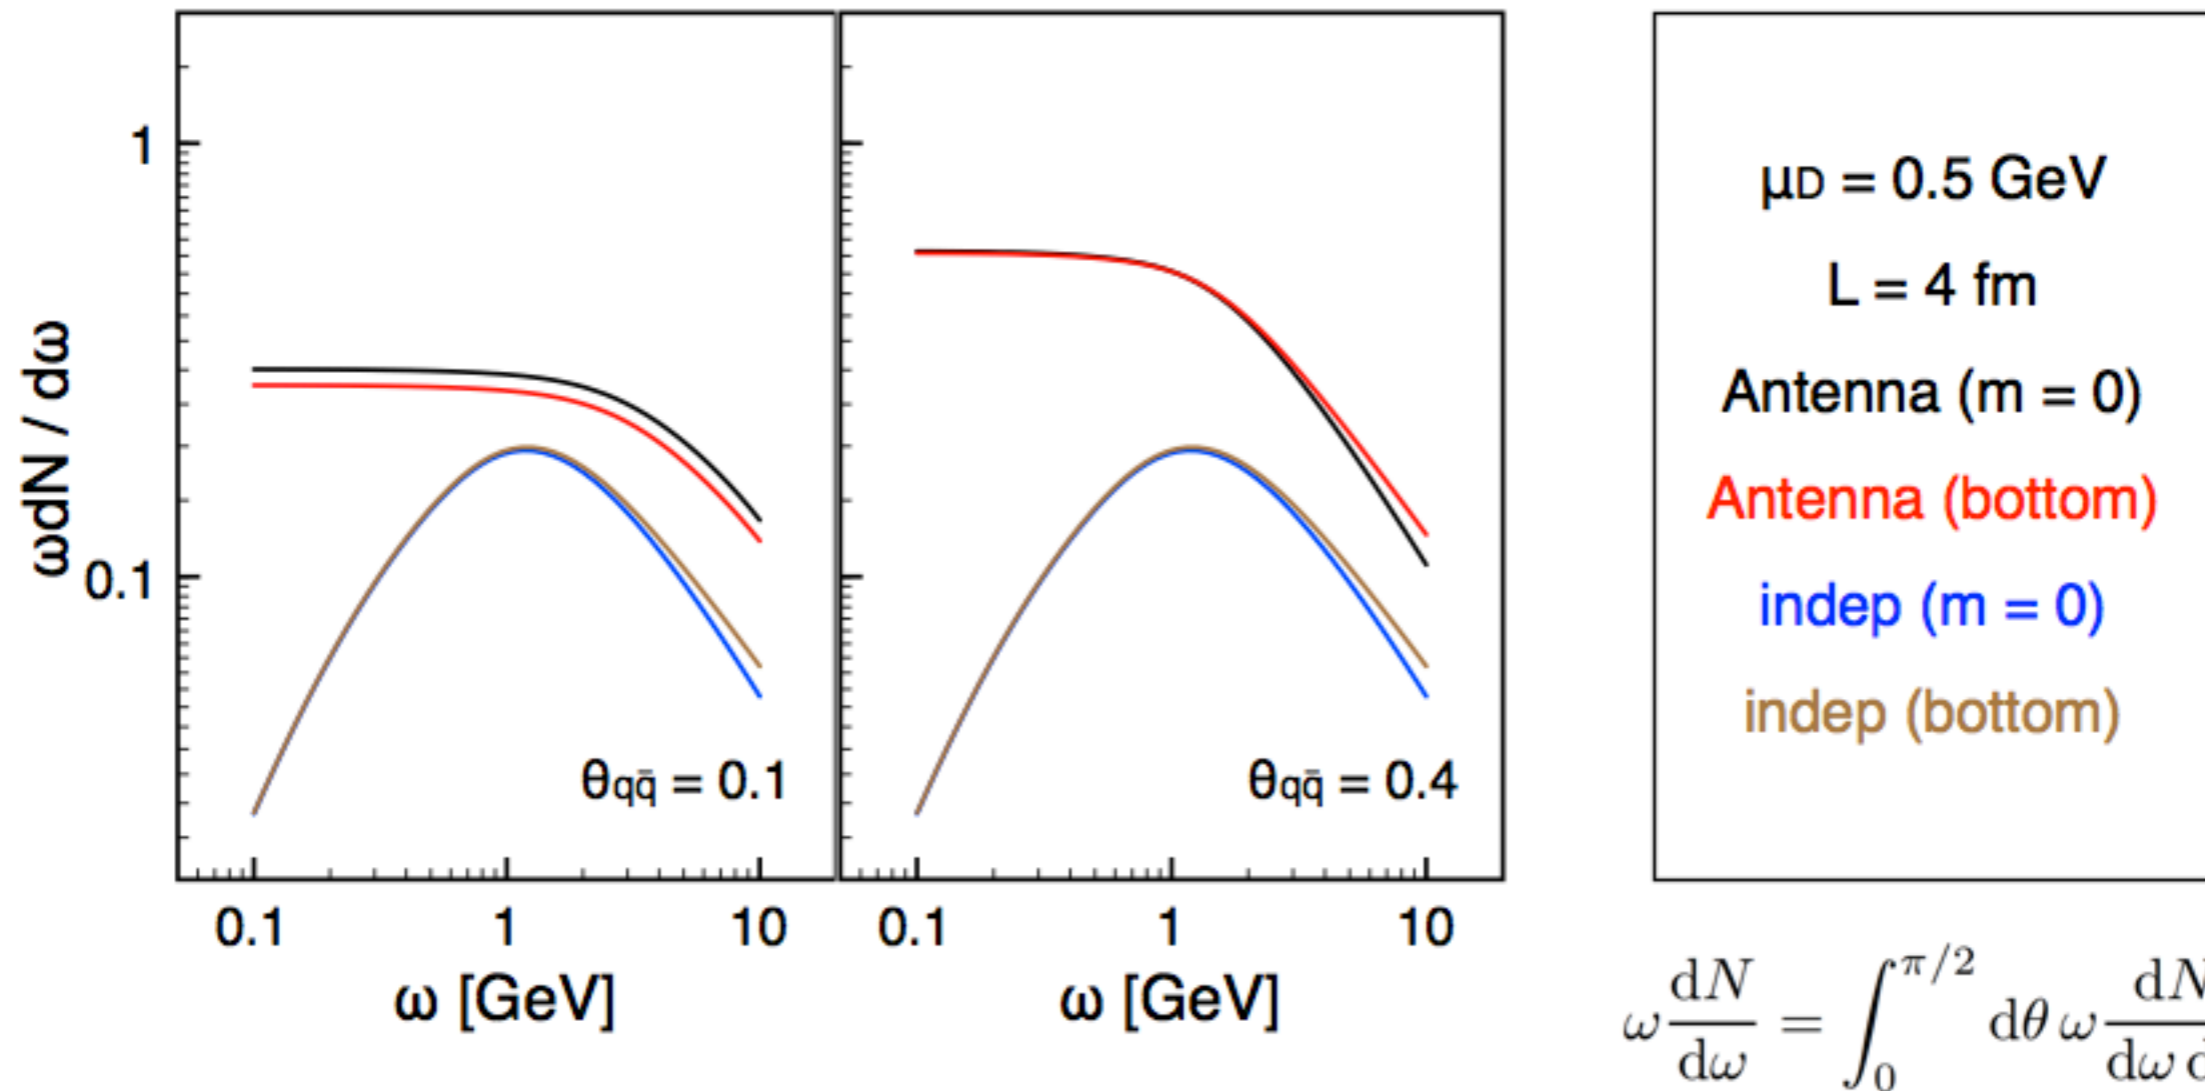 1
0.1
ωdN / dω
θqq̄ = 0.1
θqq̄ = 0.4
0.1 1 10 0.1 1 10
ω [GeV] ω [GeV]
μD = 0.5 GeV
L = 4 fm
Antenna (m = 0)
Antenna (bottom)
indep (m = 0)
indep (bottom)
ω dN/dω = ∫₀^{π/2} dθ ω dN/dω d